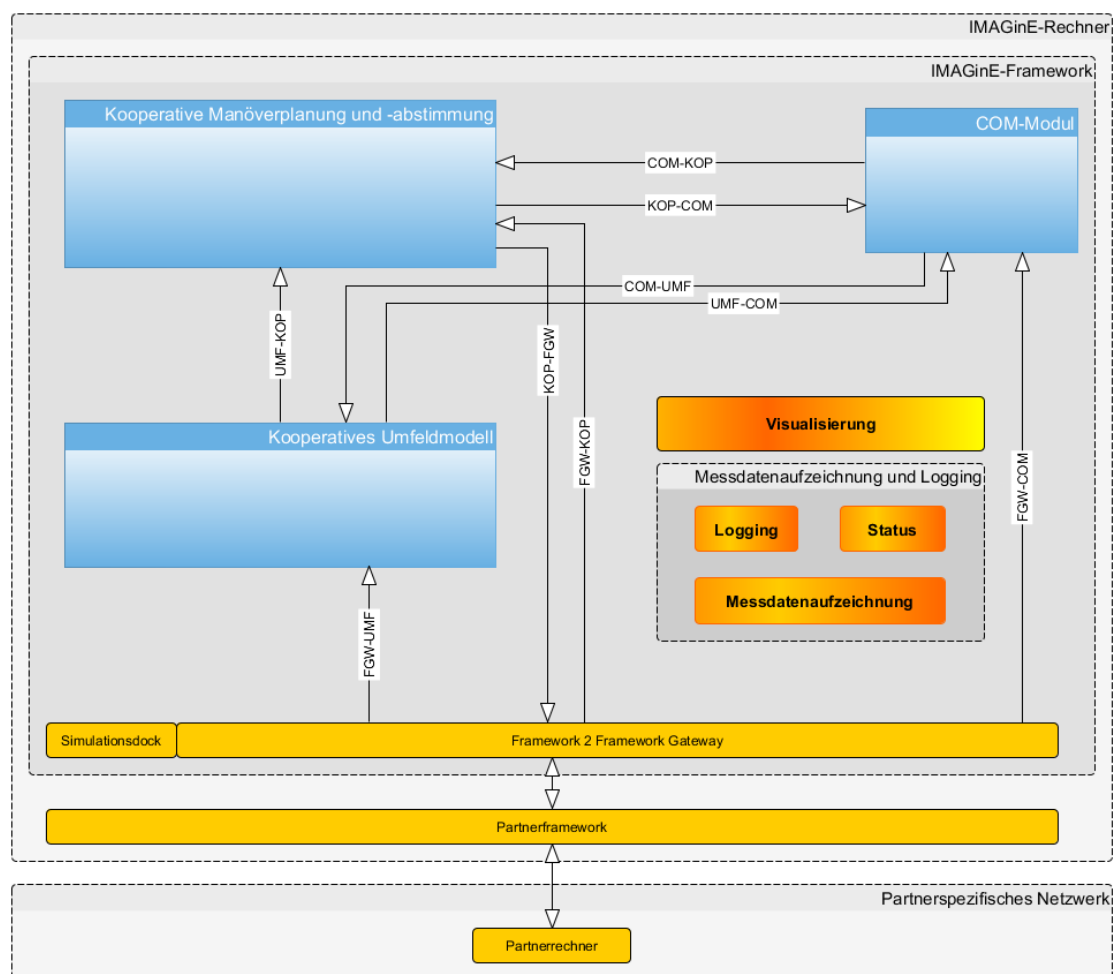 IMAGinE-Rechner
IMAGinE-Framework
Kooperative Manöverplanung und -abstimmung
COM-Modul
COM-KOP
KOP-COM
COM-UMF
UMF-COM
UMF-KOP
KOP-FGW
FGW-KOP
FGW-COM
Kooperatives Umfeldmodell
Visualisierung
Messdatenaufzeichnung und Logging
Logging
Status
Messdatenaufzeichnung
FGW-UMF
Simulationsdock
Framework 2 Framework Gateway
Partnerframework
Partnerspezifisches Netzwerk
Partnerrechner